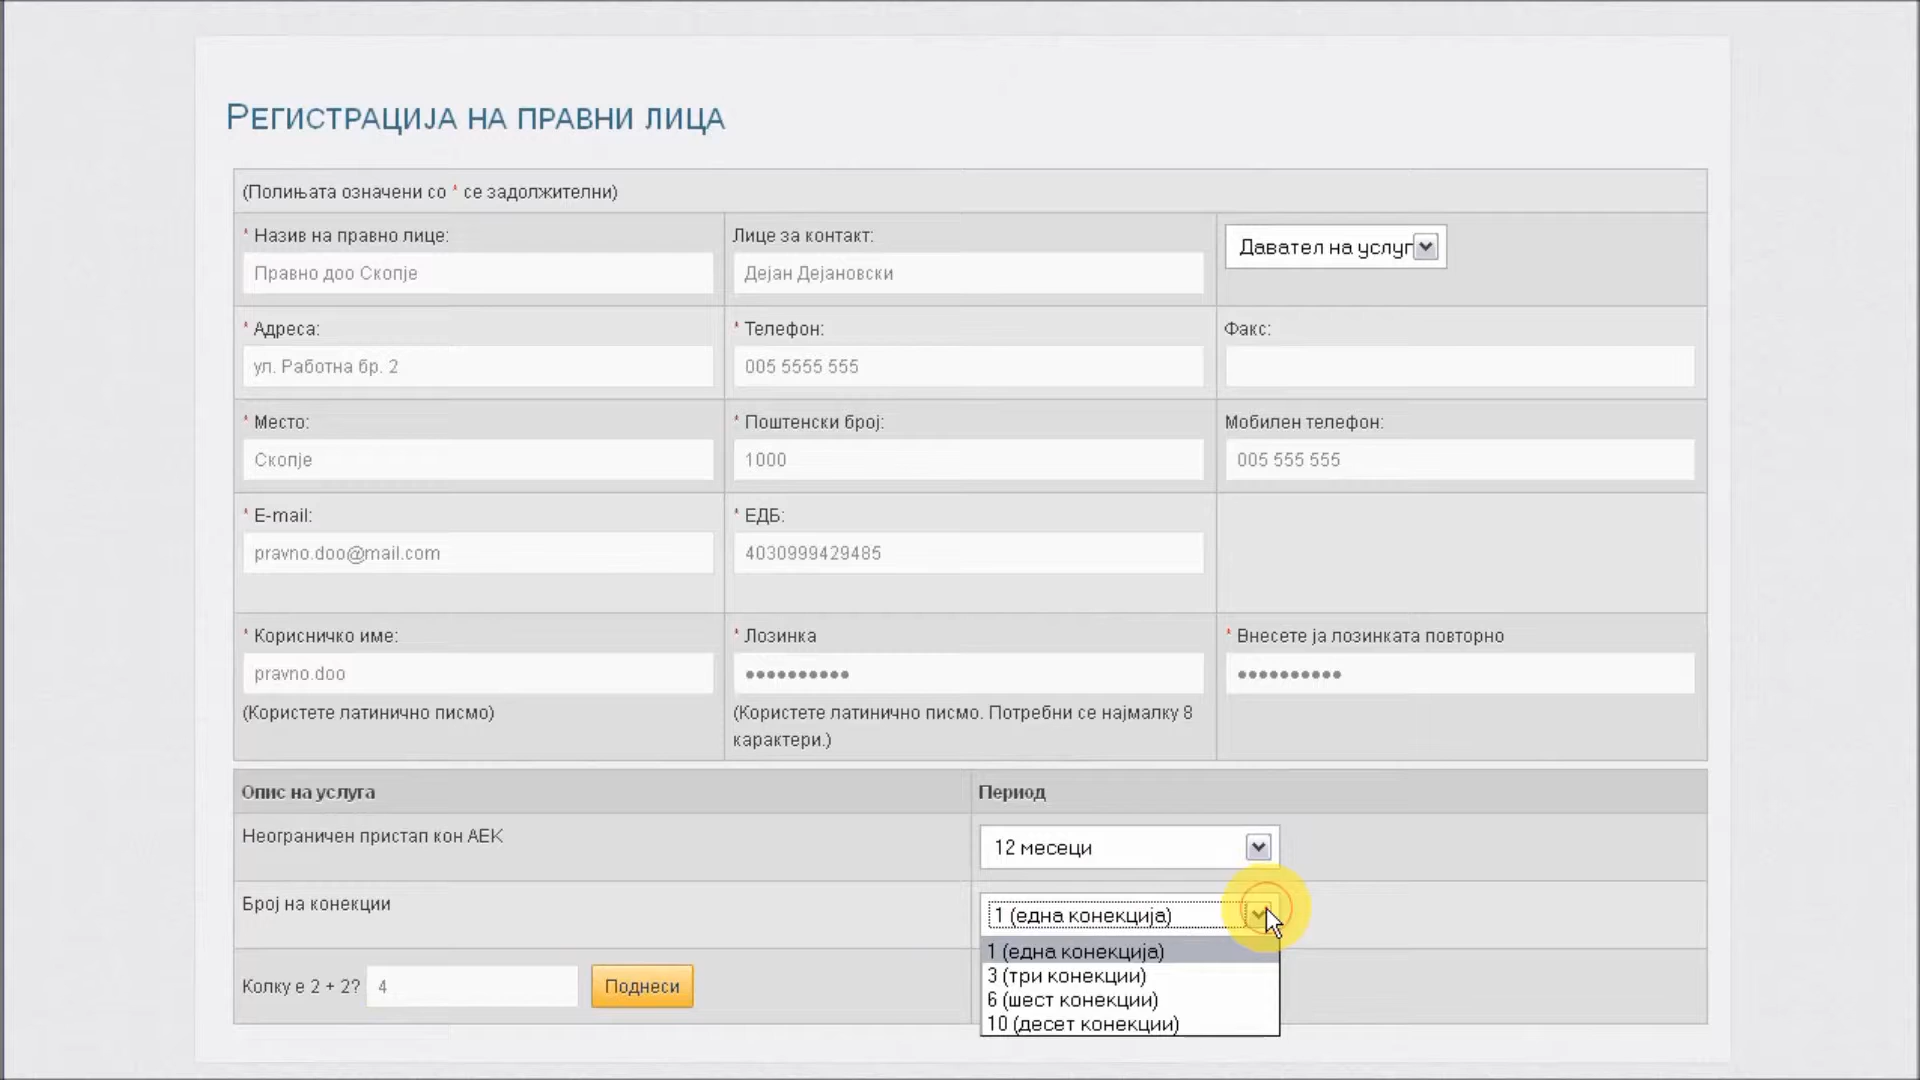 Регистрација на правни лица
(Полињата означени со * се задолжителни)
* Назив на правно лице:
Лице за контакт:
Давател на услуг
Правно доо Скопје
Дејан Дејановски
* Адреса:
* Телефон:
Факс:
ул. Работна бр. 2
005 5555 555
* Место:
* Поштенски број:
Мобилен телефон:
Скопје
1000
005 555 555
* E-mail:
* ЕДБ:
pravno.doo@mail.com
4030999429485
* Корисничко име:
* Лозинка
* Внесете ја лозинката повторно
pravno.doo
●●●●●●●●●●
●●●●●●●●●●
(Користете латинично писмо)
(Користете латинично писмо. Потребни се најмалку 8
карактери.)
Опис на услуга
Период
Неограничен пристап кон АЕК
12 месеци
Број на конекции
1 (една конекција)
1 (една конекција)
3 (три конекции)
6 (шест конекции)
10 (десет конекции)
Колку е 2 + 2?
4
Поднеси